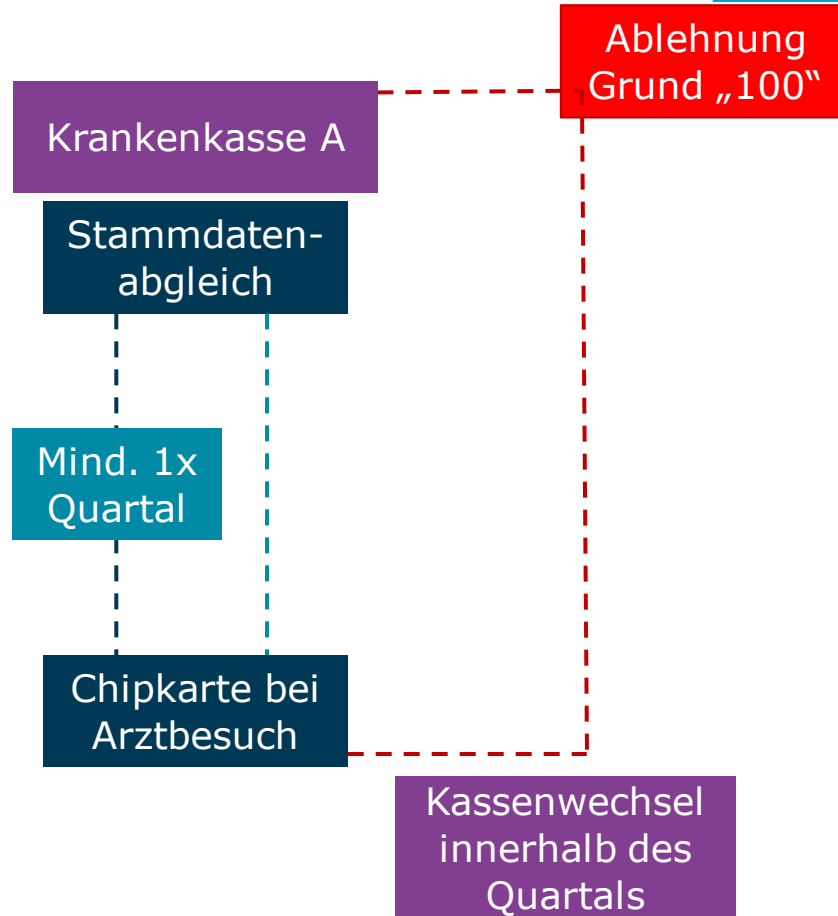 Ablehnung
Grund „100“
Krankenkasse A
Stammdaten-
abgleich
Mind. 1x
Quartal
Chipkarte bei
Arztbesuch
Kassenwechsel
innerhalb des
Quartals